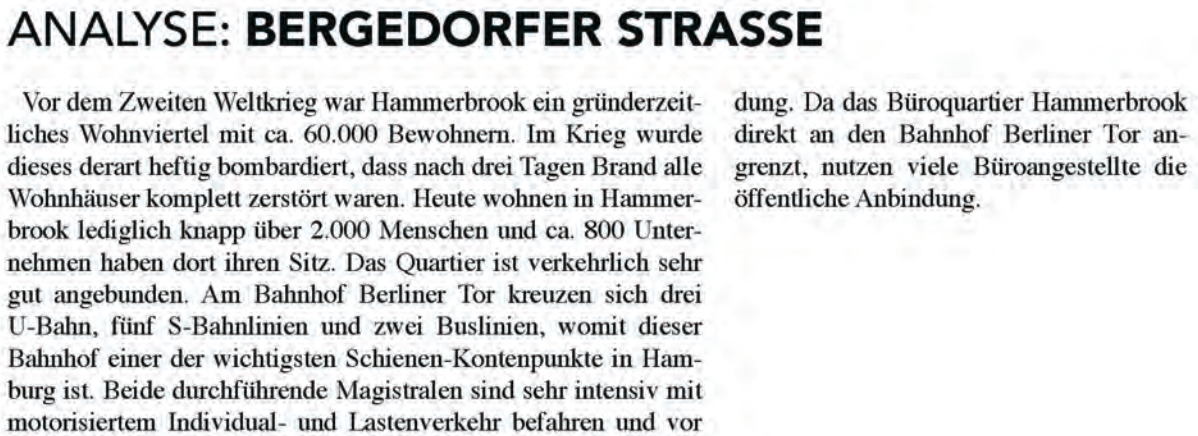 ANALYSE: BERGEDORFER STRASSE
Vor dem Zweiten Weltkrieg war Hammerbrook ein gründerzeit-
liches Wohnviertel mit ca. 60.000 Bewohnern. Im Krieg wurde
dieses derart heftig bombardiert, dass nach drei Tagen Brand alle
Wohnhäuser komplett zerstört waren. Heute wohnen in Hammer-
brook lediglich knapp über 2.000 Menschen und ca. 800 Unter-
nehmen haben dort ihren Sitz. Das Quartier ist verkehrlich sehr
gut angebunden. Am Bahnhof Berliner Tor kreuzen sich drei
U-Bahn, fünf S-Bahnlinien und zwei Buslinien, womit dieser
Bahnhof einer der wichtigsten Schienen-Kontenpunkte in Ham-
burg ist. Beide durchführende Magistralen sind sehr intensiv mit
motorisiertem Individual- und Lastenverkehr befahren und vor
dung. Da das Büroquartier Hammerbrook
direkt an den Bahnhof Berliner Tor an-
grenzt, nutzen viele Büroangestellte die
öffentliche Anbindung.